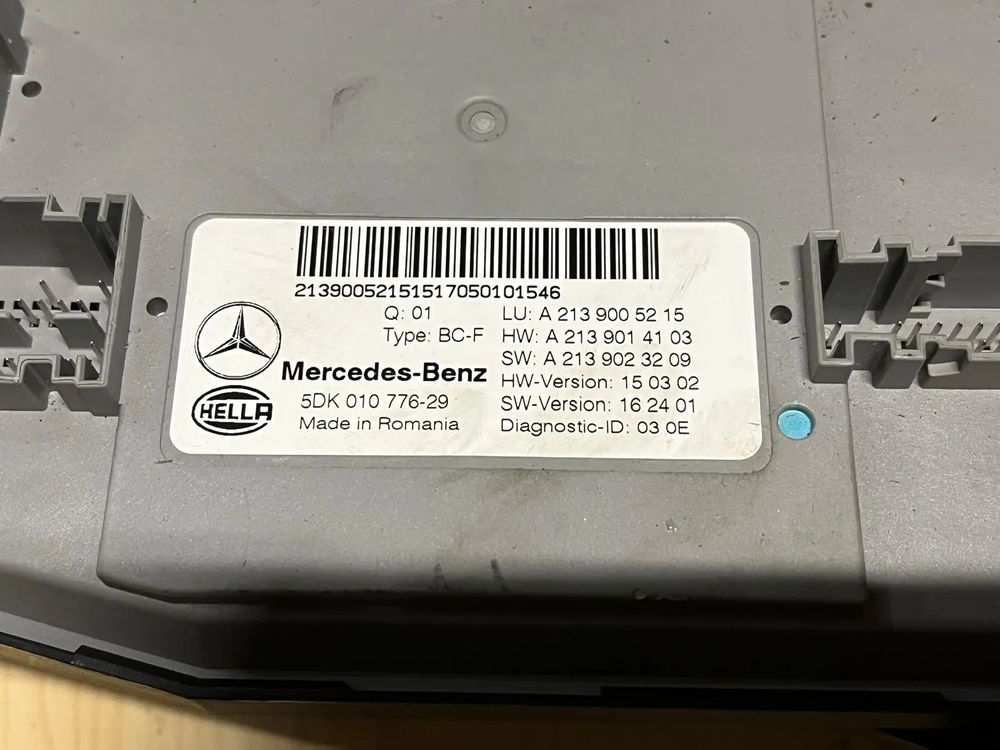 21390052151517050101546
Q: 01
Type: BC-F
LU: A 213 900 52 15
HW: A 213 901 41 03
SW: A 213 902 32 09
HW-Version: 15 03 02
SW-Version: 16 24 01
Diagnostic-ID: 03 0E
Mercedes-Benz
HELLA
5DK 010 776-29
Made in Romania